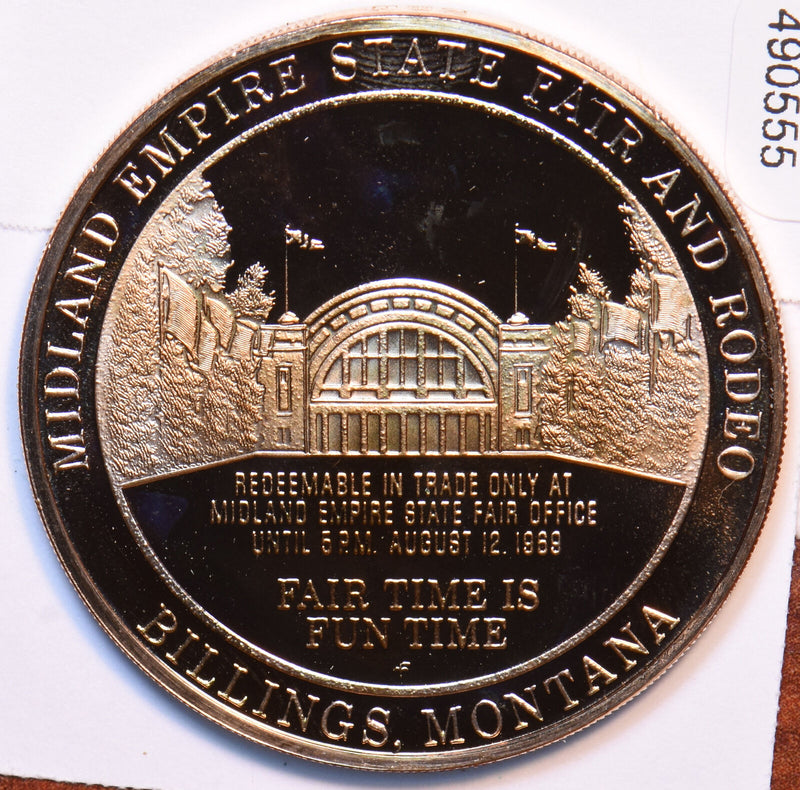 MIDLAND EMPIRE STATE FAIR AND RODEO
REDEEMABLE IN TRADE ONLY AT
MIDLAND EMPIRE STATE FAIR OFFICE
UNTIL 5 P.M. AUGUST 12, 1969
FAIR TIME IS
FUN TIME
BILLINGS, MONTANA
490555